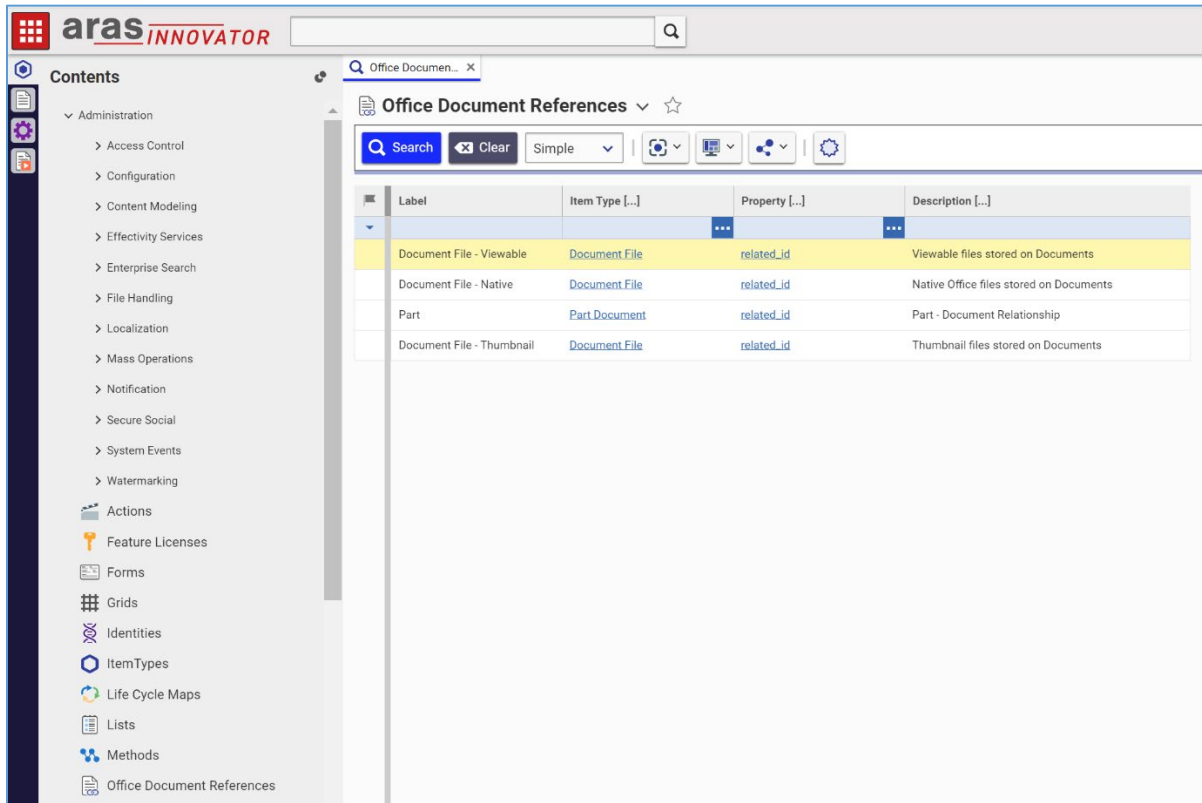 aras INNOVATOR
Contents
Administration
Access Control
Configuration
Content Modeling
Effectivity Services
Enterprise Search
File Handling
Localization
Mass Operations
Notification
Secure Social
System Events
Watermarking
Actions
Feature Licenses
Forms
Grids
Identities
ItemTypes
Life Cycle Maps
Lists
Methods
Office Document References
Office Documen...
Office Document References
Search Clear Simple
Label Item Type [...] Property [...] Description [...]
Document File - Viewable Document File related_id Viewable files stored on Documents
Document File - Native Document File related_id Native Office files stored on Documents
Part Part Document related_id Part - Document Relationship
Document File - Thumbnail Document File related_id Thumbnail files stored on Documents